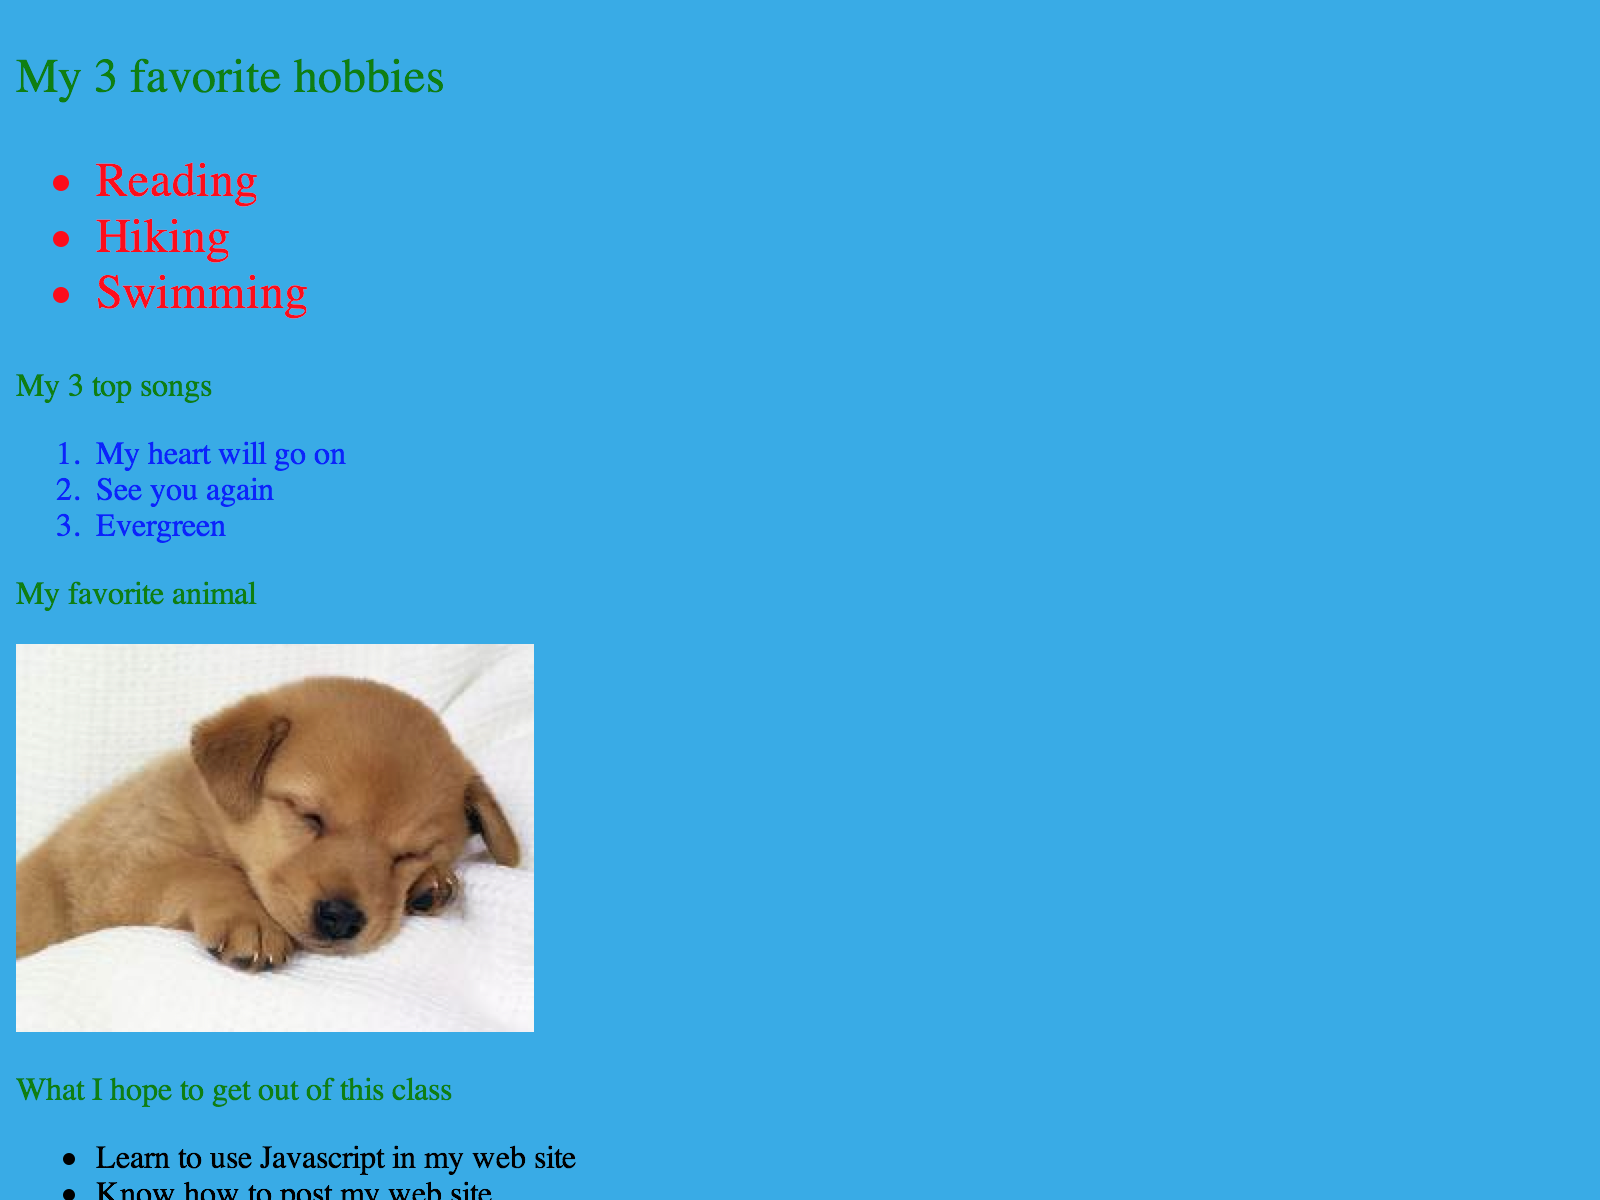 My 3 favorite hobbies
• Reading
• Hiking
• Swimming
My 3 top songs
1. My heart will go on
2. See you again
3. Evergreen
My favorite animal
What I hope to get out of this class
• Learn to use Javascript in my web site
• Know how to post my web site